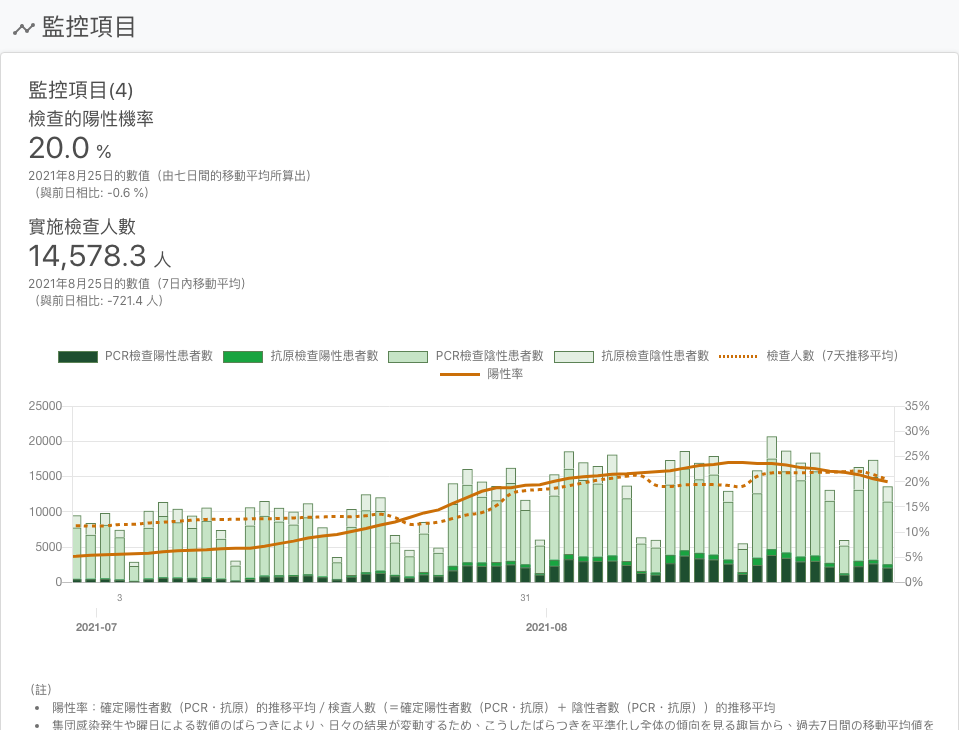 監控項目
監控項目(4)
檢查的陽性機率
20.0 %
2021年8月25日的數值（由七日間的移動平均所算出）
（與前日相比: -0.6 %)
實施檢查人數
14,578.3 人
2021年8月25日的數值（7日內移動平均）
（與前日相比: -721.4 人）
PCR檢查陽性患者數 抗原檢查陽性患者數 PCR檢查陰性患者數 抗原檢查陰性患者數 檢查人數（7天推移平均）
陽性率
25000 35%
30%
20000
25%
15000 20%
15%
10000
10%
5000
5%
0 0%
3 31
2021-07 2021-08
（註）
• 陽性率：確定陽性者數（PCR・抗原）的推移平均 / 検査人數（＝確定陽性者數（PCR・抗原）＋ 陰性者數（PCR・抗原））的推移平均
• 集団感染発生や曜日による数値のばらつきにより、日々の結果が変動するため、こうしたばらつきを平準化し全体の傾向を見る趣旨から、過去7日間の移動平均値を